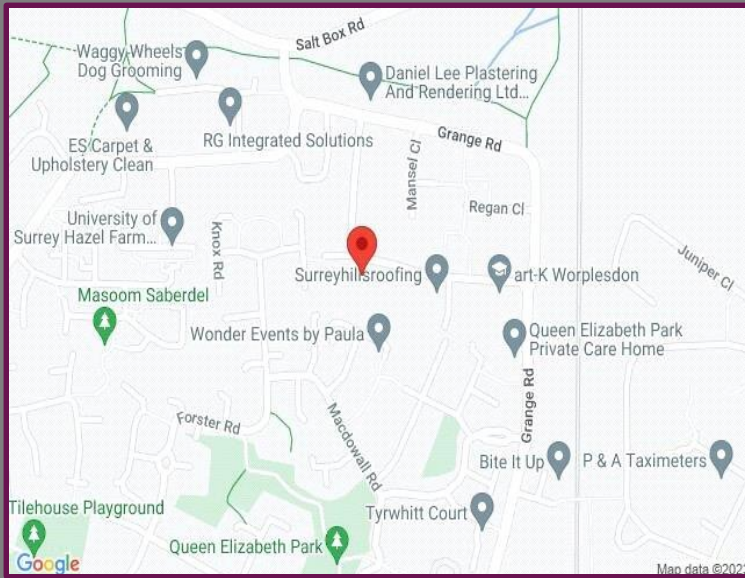 Salt Box Rd
Waggy Wheels
Dog Grooming
Daniel Lee Plastering
And Rendering Ltd...
ES Carpet &
Upholstery Clean
RG Integrated Solutions
Grange Rd
Mansel Cl
Regan Cl
University of
Surrey Hazel Farm...
Knox Rd
Juniper Cl
Surreyhillsroofing
art-K Worplesdon
Masoom Saberdel
Wonder Events by Paula
Queen Elizabeth Park
Private Care Home
Grange Rd
Forster Rd
Macdowall Rd
Bite It Up
P & A Taximeters
Tilehouse Playground
Tyrwhitt Court
Queen Elizabeth Park
Google
Map data ©2022